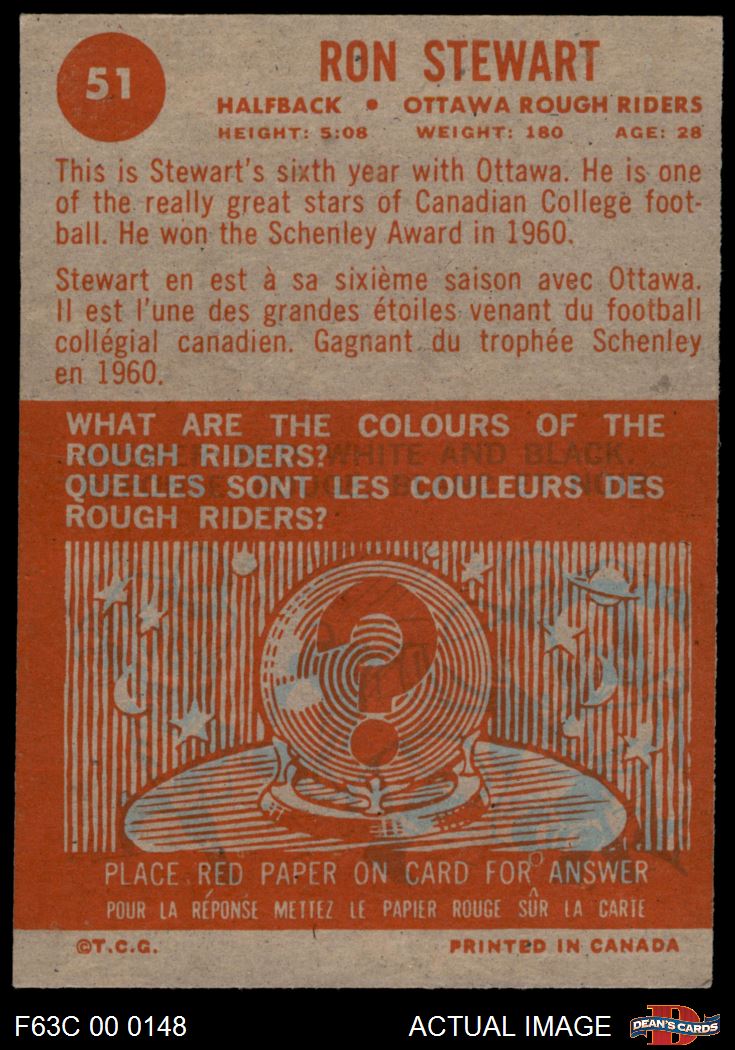 51
RON STEWART
HALFBACK • OTTAWA ROUGH RIDERS
HEIGHT: 5:08 WEIGHT: 180 AGE: 28
This is Stewart's sixth year with Ottawa. He is one
of the really great stars of Canadian College foot-
ball. He won the Schenley Award in 1960.
Stewart en est à sa sixième saison avec Ottawa.
Il est l'une des grandes étoiles venant du football
collégial canadien. Gagnant du trophée Schenley
en 1960.
WHAT ARE THE COLOURS OF THE
ROUGH RIDERS?
WHITE AND BLACK.
QUELLES SONT LES COULEURS DES
ROUGH RIDERS?
?
PLACE RED PAPER ON CARD FOR ANSWER
POUR LA RÉPONSE METTEZ LE PAPIER ROUGE SÛR LA CARTE
©T.C.G. PRINTED IN CANADA
F63C 00 0148 ACTUAL IMAGE DEAN'S CARDS